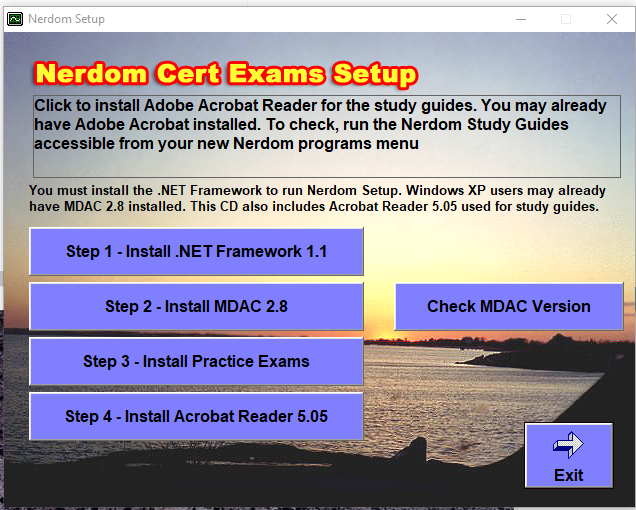 Nerdom Setup
Nerdom Cert Exams Setup
Click to install Adobe Acrobat Reader for the study guides. You may already
have Adobe Acrobat installed. To check, run the Nerdom Study Guides
accessible from your new Nerdom programs menu
You must install the .NET Framework to run Nerdom Setup. Windows XP users may already
have MDAC 2.8 installed. This CD also includes Acrobat Reader 5.05 used for study guides.
Step 1 - Install .NET Framework 1.1
Step 2 - Install MDAC 2.8
Check MDAC Version
Step 3 - Install Practice Exams
Step 4 - Install Acrobat Reader 5.05
Exit